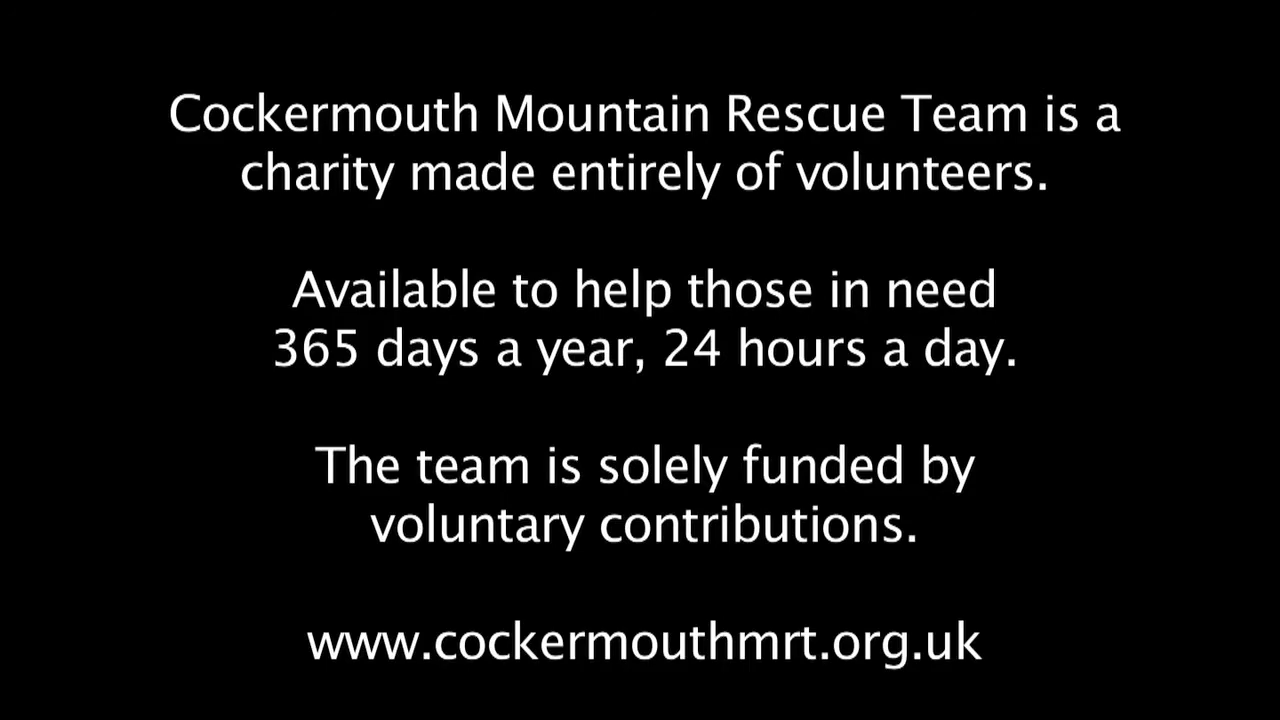 Cockermouth Mountain Rescue Team is a
charity made entirely of volunteers.
Available to help those in need
365 days a year, 24 hours a day.
The team is solely funded by
voluntary contributions.
www.cockermouthmrt.org.uk